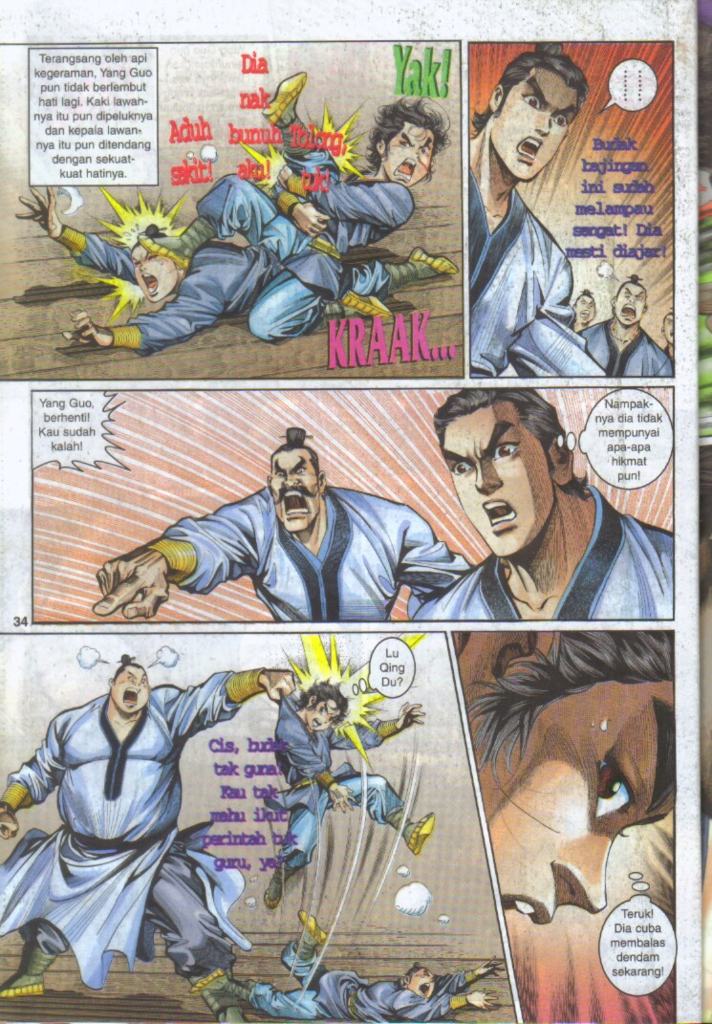 Terangsang oleh api
kegeraman, Yang Guo
pun tidak berlembut
hati lagi. Kaki lawan-
nya itu pun dipeluknya
dan kepala lawan-
nya itu pun ditendang
dengan sekuat-
kuat hatinya.
Aduh
sakit!
Dia
nak
bunuh
aku!
Tolong,
tuk!
Yak!
KRAAK...
!!
Budak
bajingan
ini sudah
melampau
sangat! Dia
mesti diajar!
Yang Guo,
berhenti!
Kau sudah
kalah!
Nampak-
nya dia tidak
mempunyai
apa-apa
hikmat
pun!
34
Lu
Qing
Du?
Cis, budak
tak guna!
Kau tak
mahu ikut
perintah tok
guru, ya?
Teruk!
Dia cuba
membalas
dendam
sekarang!